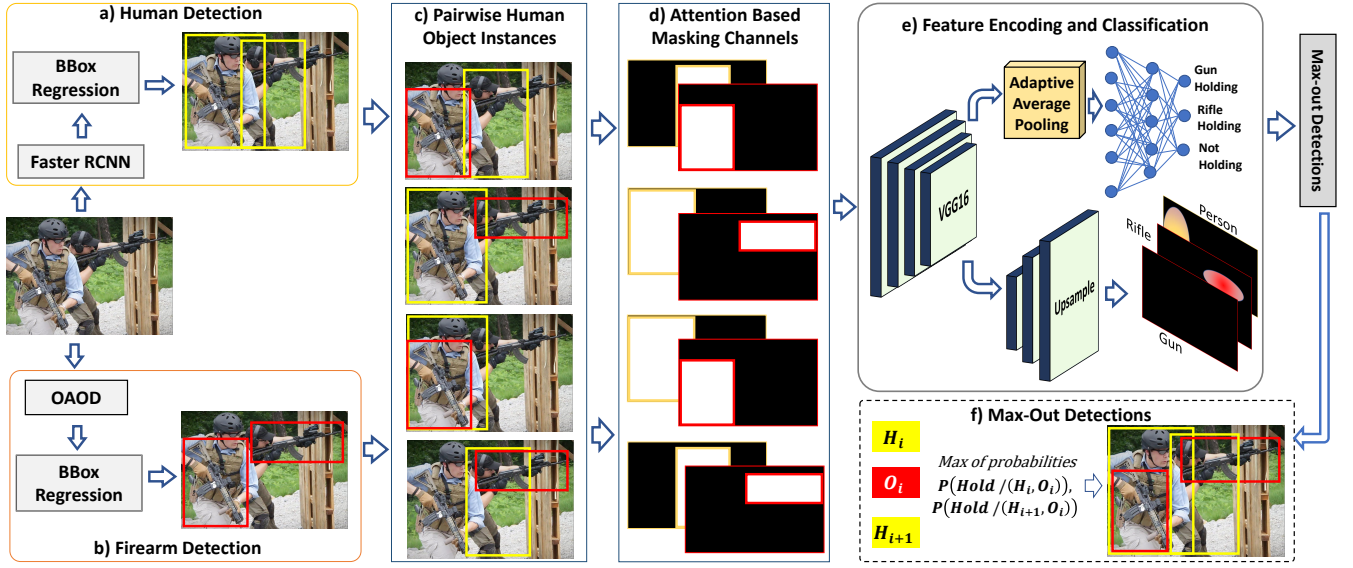 a) Human Detection
BBox
Regression
Faster RCNN
OAOD
BBox
Regression
b) Firearm Detection
c) Pairwise Human
Object Instances
d) Attention Based
Masking Channels
e) Feature Encoding and Classification
VGG16
Adaptive
Average
Pooling
Gun
Holding
Rifle
Holding
Not
Holding
Upsample
Person
Rifle
Gun
Max-out Detections
f) Max-Out Detections
H_i
O_i
H_{i+1}
Max of probabilities
P(Hold /(H_i, O_i)),
P(Hold /(H_{i+1}, O_i))